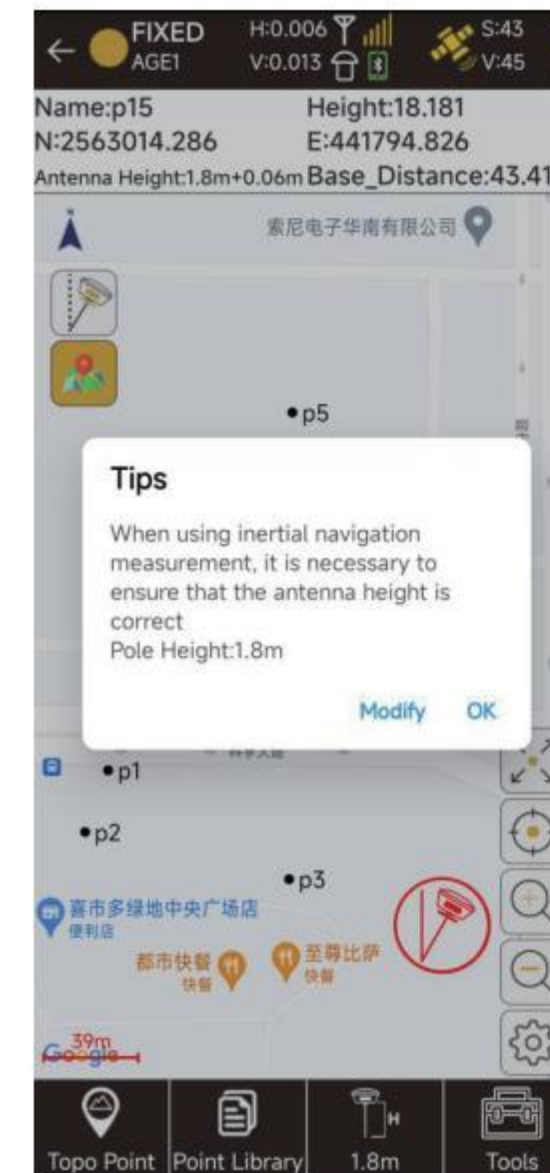 FIXED
AGE1
H:0.006
V:0.013
S:43
V:45
Name:p15
Height:18.181
N:2563014.286
E:441794.826
Antenna Height:1.8m+0.06m
Base_Distance:43.41
索尼电子华南有限公司
p5
Tips
When using inertial navigation
measurement, it is necessary to
ensure that the antenna height is
correct
Pole Height:1.8m
Modify
OK
p1
p2
p3
喜市多绿地中央广场店
便利店
都市快餐
快餐
至尊比萨
快餐
39m
Google
H
Topo Point
Point Library
1.8m
Tools